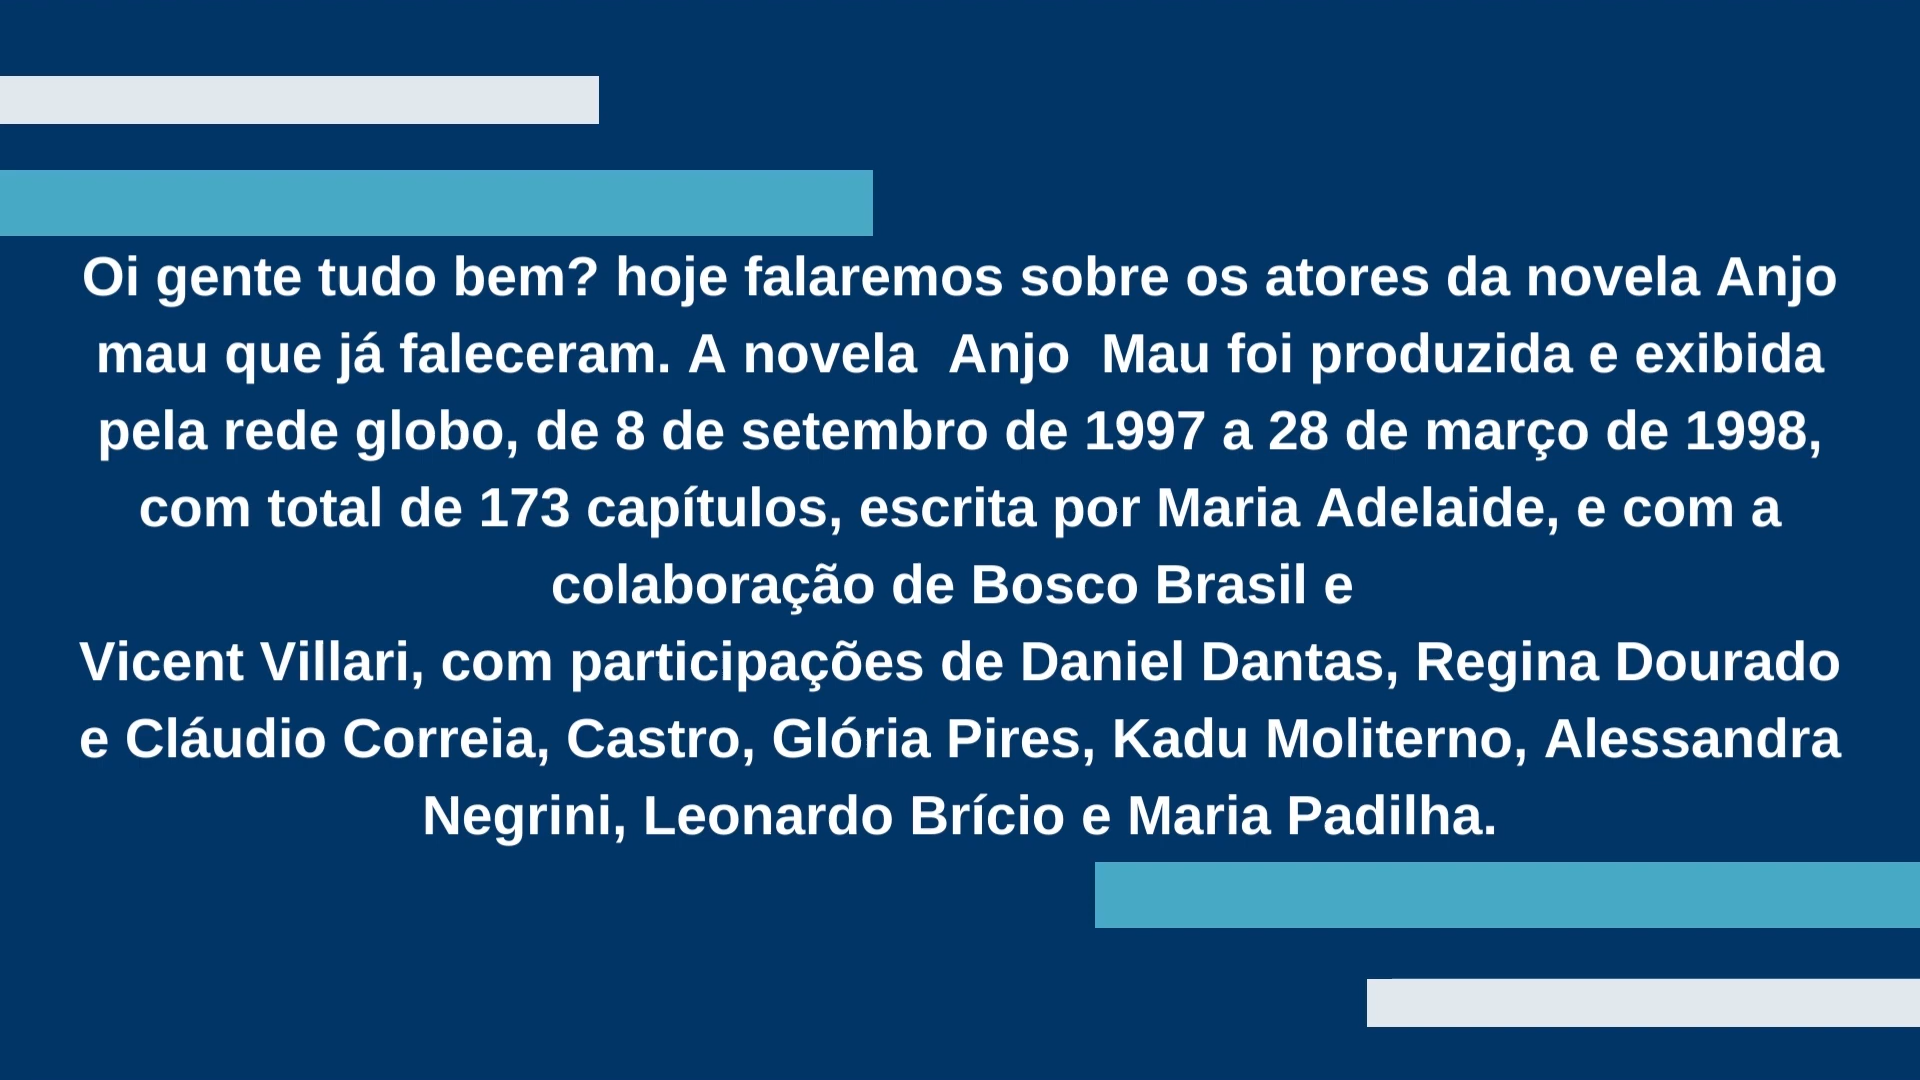 Oi gente tudo bem? hoje falaremos sobre os atores da novela Anjo
mau que já faleceram. A novela  Anjo  Mau foi produzida e exibida
pela rede globo, de 8 de setembro de 1997 a 28 de março de 1998,
com total de 173 capítulos, escrita por Maria Adelaide, e com a
colaboração de Bosco Brasil e
Vicent Villari, com participações de Daniel Dantas, Regina Dourado
e Cláudio Correia, Castro, Glória Pires, Kadu Moliterno, Alessandra
Negrini, Leonardo Brício e Maria Padilha.